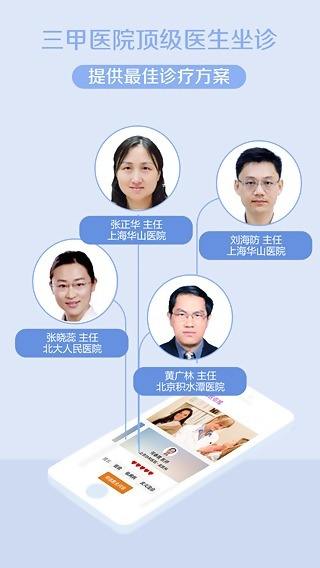 三甲医院顶级医生坐诊
提供最佳诊疗方案
张正华 主任
上海华山医院
刘海防 主任
上海华山医院
张晓蕊 主任
北大人民医院
黄广林 主任
北京积水潭医院